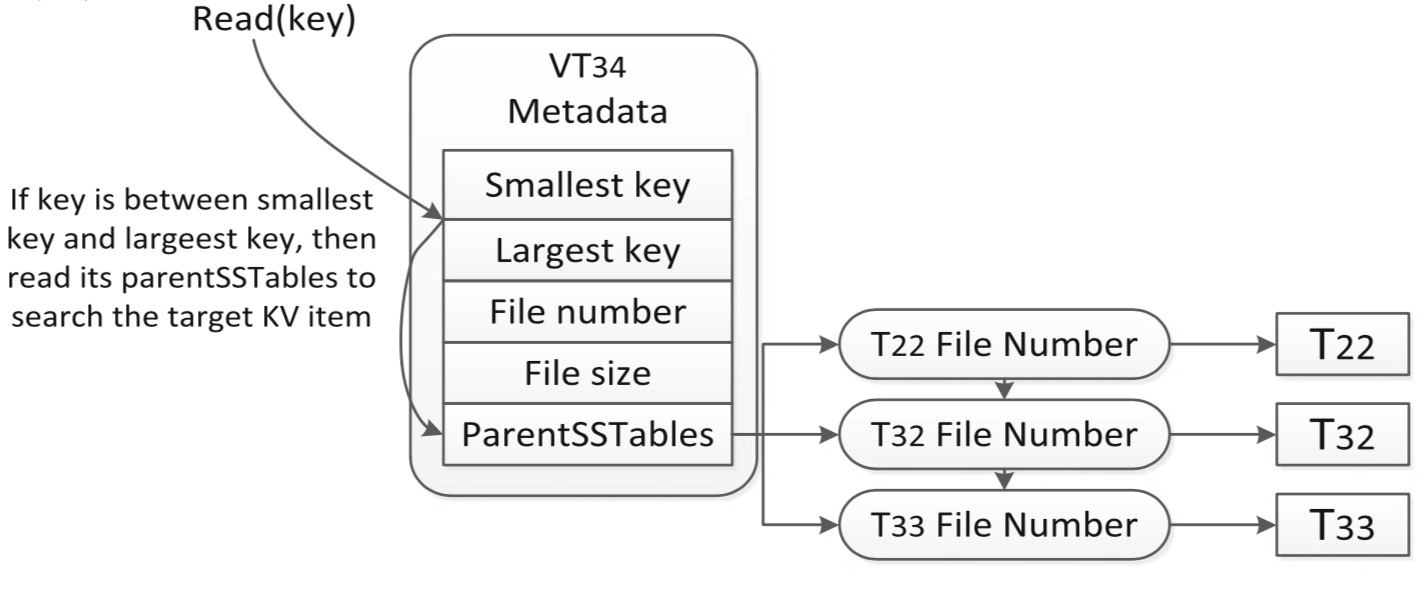 Read(key)
VT34
Metadata
Smallest key
Largest key
File number
File size
ParentSSTables
If key is between smallest
key and largeest key, then
read its parentSSTables to
search the target KV item
T22 File Number
T22
T32 File Number
T32
T33 File Number
T33